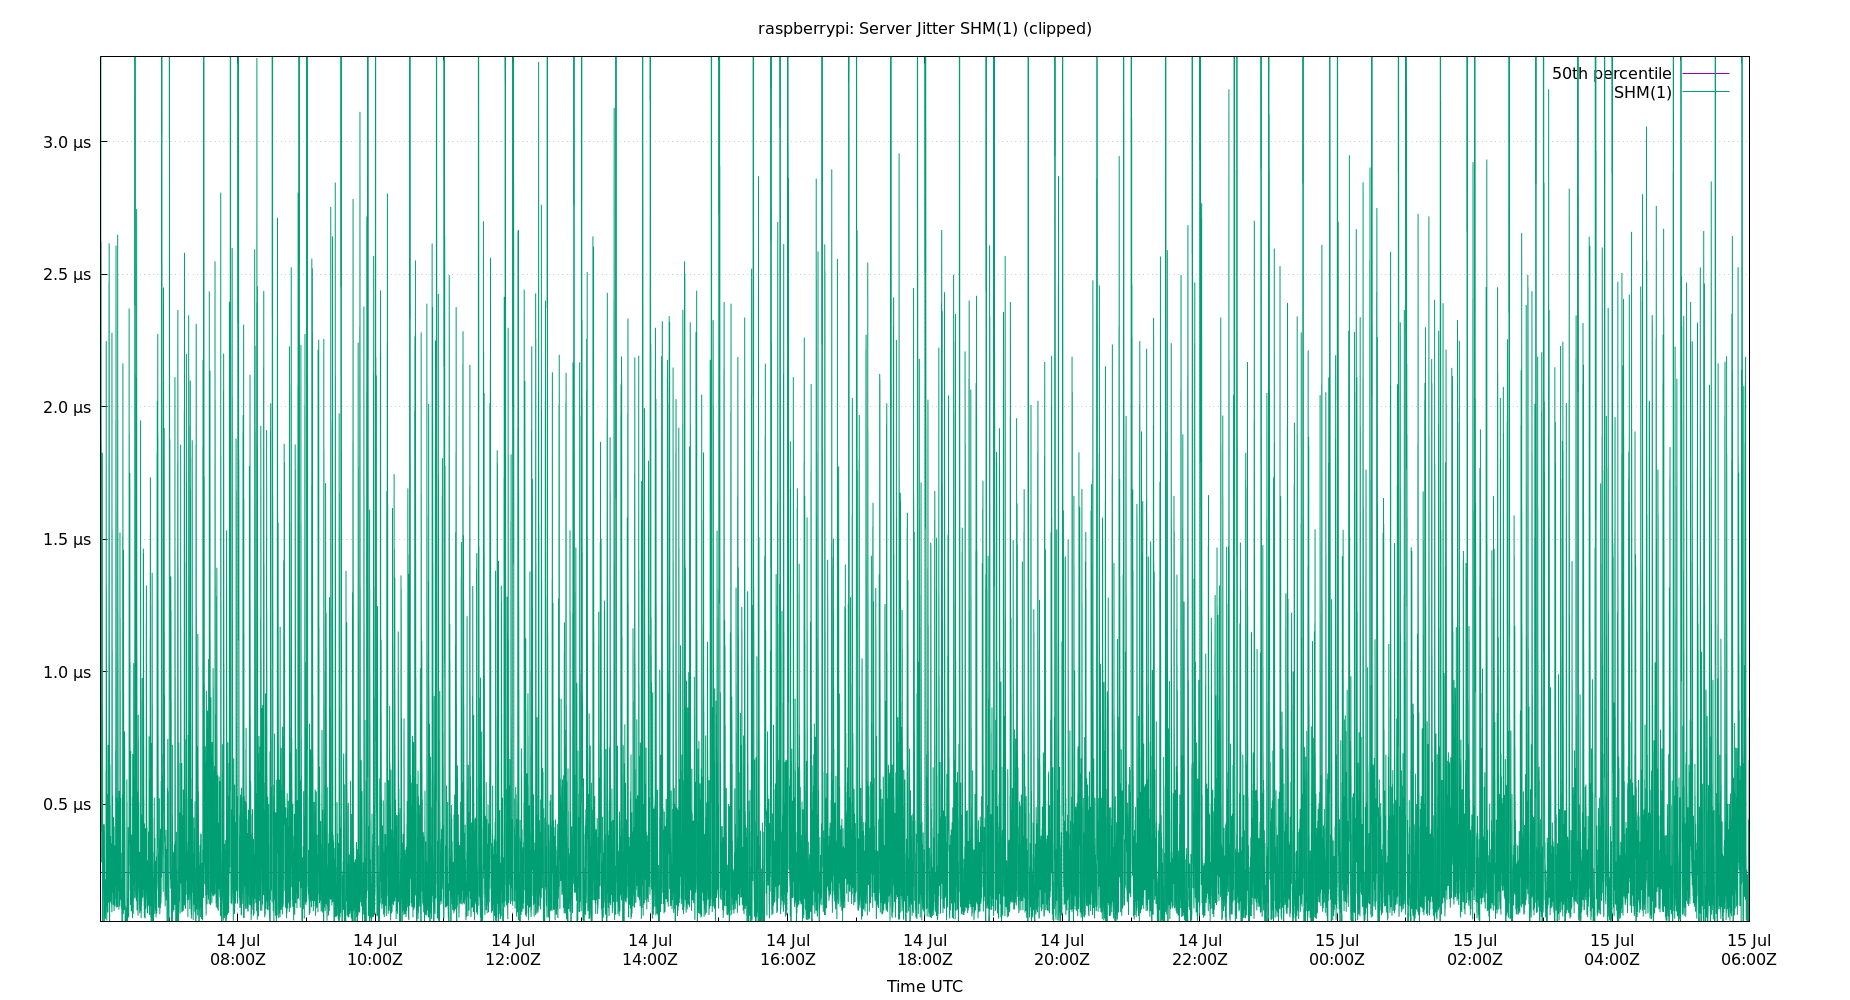 raspberrypi: Server Jitter SHM(1) (clipped)
50th percentile
SHM(1)
3.0 µs
2.5 µs
2.0 µs
1.5 µs
1.0 µs
0.5 µs
14 Jul 14 Jul 14 Jul 14 Jul 14 Jul 14 Jul 14 Jul 14 Jul 15 Jul 15 Jul 15 Jul 15 Jul
08:00Z 10:00Z 12:00Z 14:00Z 16:00Z 18:00Z 20:00Z 22:00Z 00:00Z 02:00Z 04:00Z 06:00Z
Time UTC